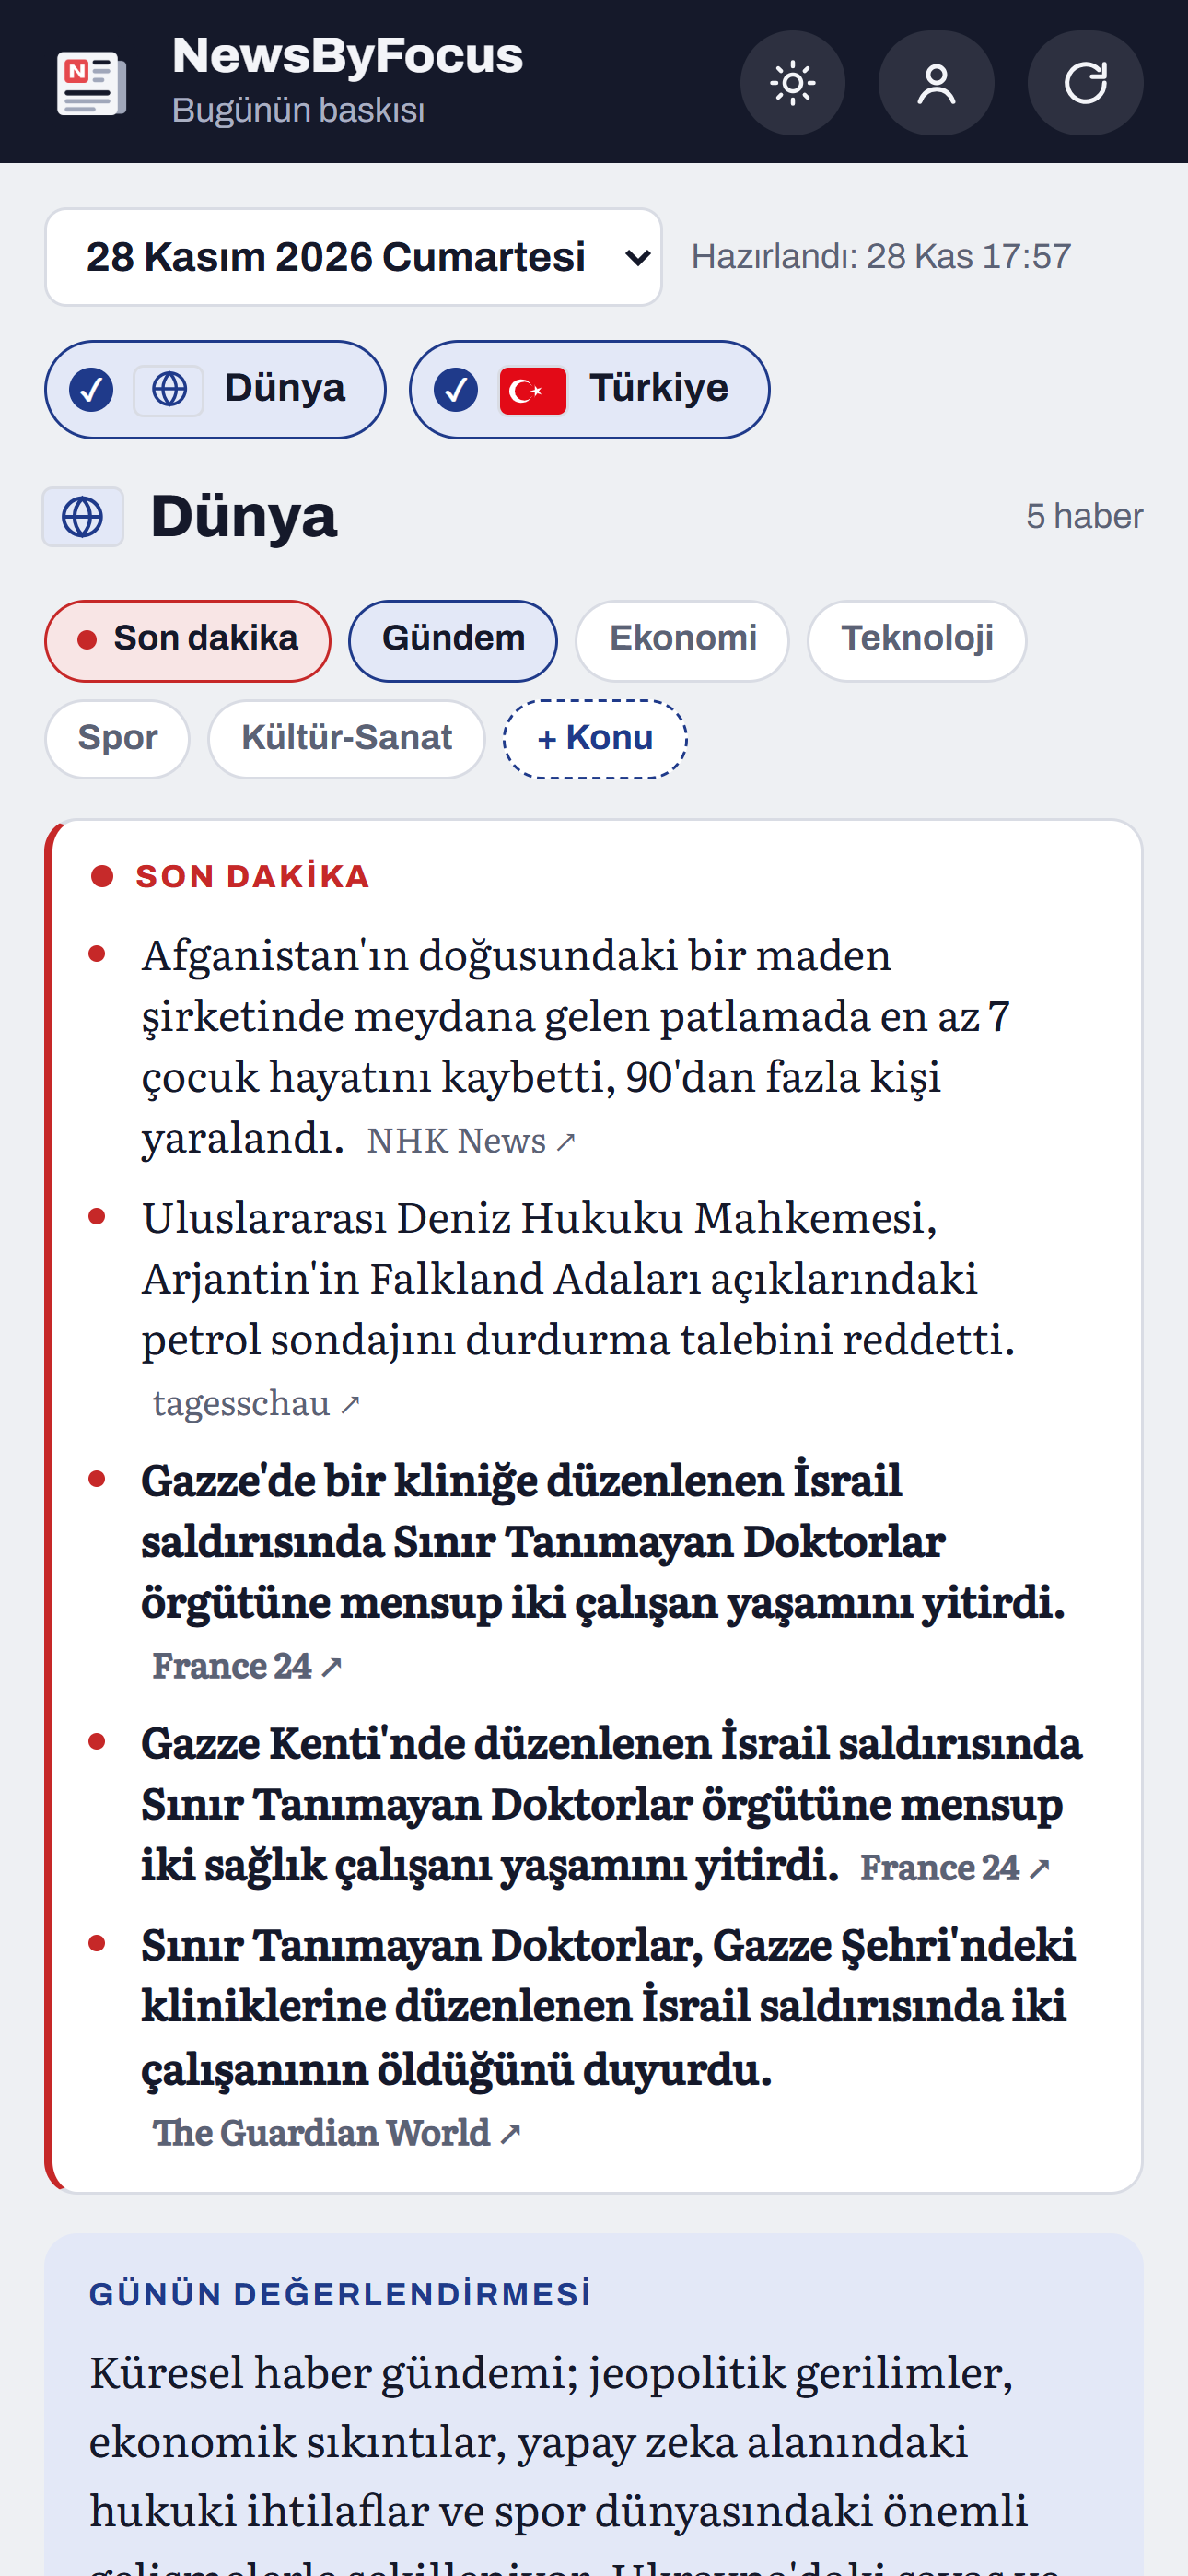 N
NewsByFocus
Bugünün baskısı
28 Kasım 2026 Cumartesi
Hazırlandı: 28 Kas 17:57
Dünya
Türkiye
Dünya
5 haber
Son dakika
Gündem
Ekonomi
Teknoloji
Spor
Kültür-Sanat
+ Konu
SON DAKİKA
Afganistan'ın doğusundaki bir maden
şirketinde meydana gelen patlamada en az 7
çocuk hayatını kaybetti, 90'dan fazla kişi
yaralandı. NHK News ↗
Uluslararası Deniz Hukuku Mahkemesi,
Arjantin'in Falkland Adaları açıklarındaki
petrol sondajını durdurma talebini reddetti.
tagesschau ↗
Gazze'de bir kliniğe düzenlenen İsrail
saldırısında Sınır Tanımayan Doktorlar
örgütüne mensup iki çalışan yaşamını yitirdi.
France 24 ↗
Gazze Kenti'nde düzenlenen İsrail saldırısında
Sınır Tanımayan Doktorlar örgütüne mensup
iki sağlık çalışanı yaşamını yitirdi. France 24 ↗
Sınır Tanımayan Doktorlar, Gazze Şehri'ndeki
kliniklerine düzenlenen İsrail saldırısında iki
çalışanının öldüğünü duyurdu.
The Guardian World ↗
GÜNÜN DEĞERLENDİRMESİ
Küresel haber gündemi; jeopolitik gerilimler,
ekonomik sıkıntılar, yapay zeka alanındaki
hukuki ihtilaflar ve spor dünyasındaki önemli